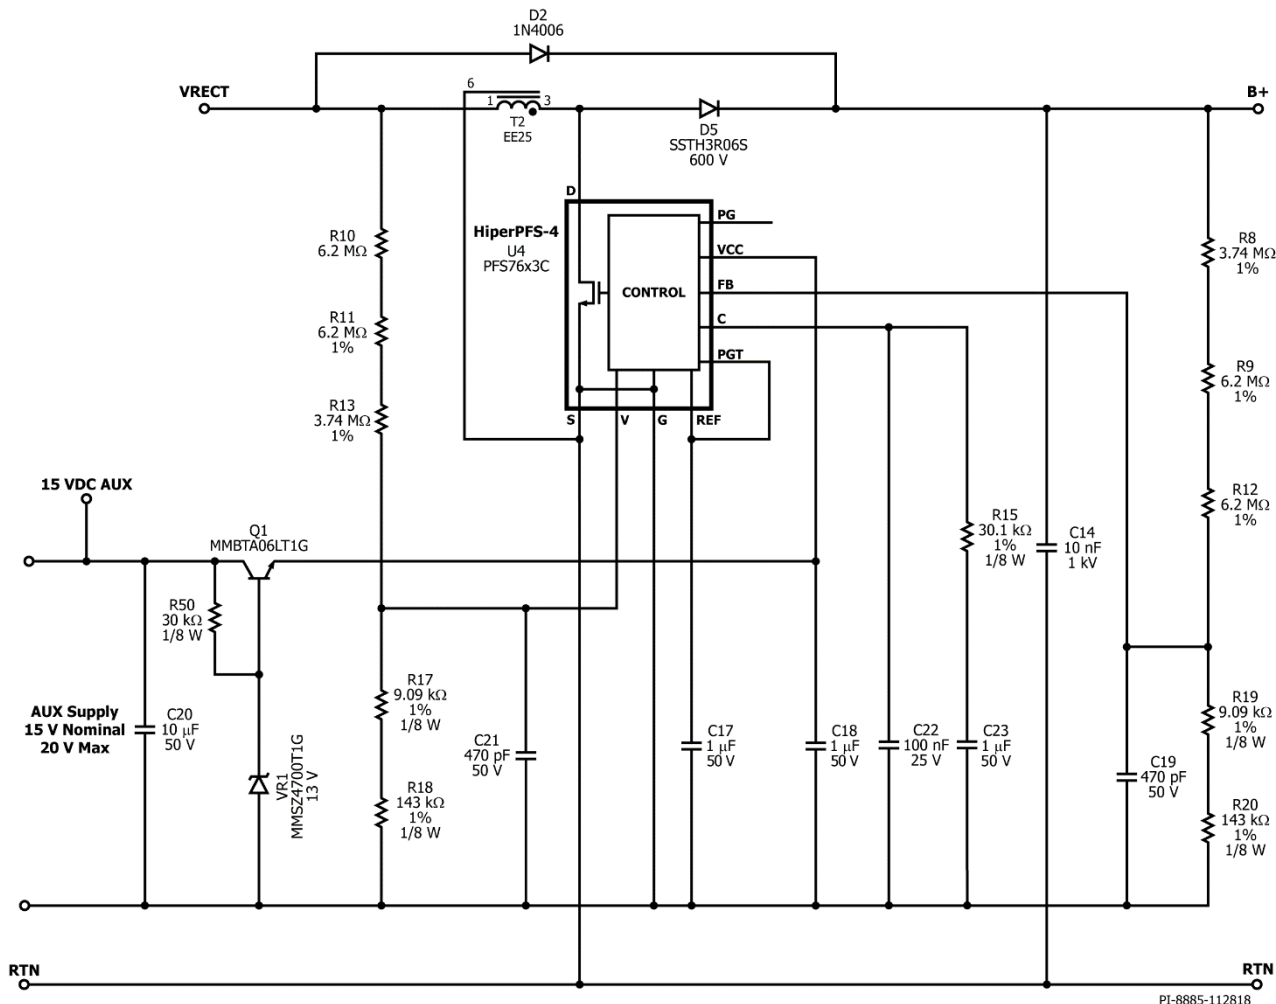 D2
1N4006
VRECT
6
1
3
T2
EE25
D5
SSTH3R06S
600 V
B+
D
HiperPFS-4
U4
PFS76x3C
CONTROL
PG
VCC
FB
C
PGT
S
V
G
REF
R10
6.2 MΩ
R11
6.2 MΩ
1%
R13
3.74 MΩ
1%
R8
3.74 MΩ
1%
R9
6.2 MΩ
1%
R12
6.2 MΩ
1%
15 VDC AUX
Q1
MMBTA06LT1G
R50
30 kΩ
1/8 W
R15
30.1 kΩ
1%
1/8 W
C14
10 nF
1 kV
AUX Supply
15 V Nominal
20 V Max
C20
10 µF
50 V
VR1
MMSZ4700T1G
13 V
R17
9.09 kΩ
1%
1/8 W
R18
143 kΩ
1%
1/8 W
C21
470 pF
50 V
C17
1 µF
50 V
C18
1 µF
50 V
C22
100 nF
25 V
C23
1 µF
50 V
C19
470 pF
50 V
R19
9.09 kΩ
1%
1/8 W
R20
143 kΩ
1%
1/8 W
RTN
RTN
PI-8885-112818